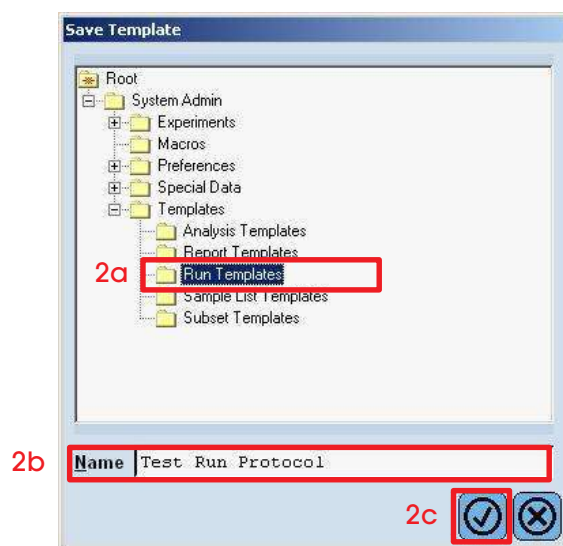 Save Template
Root
System Admin
Experiments
Macros
Preferences
Special Data
Templates
Analysis Templates
Report Templates
2a Run Templates
Sample List Templates
Subset Templates
2b Name Test Run Protocol
2c